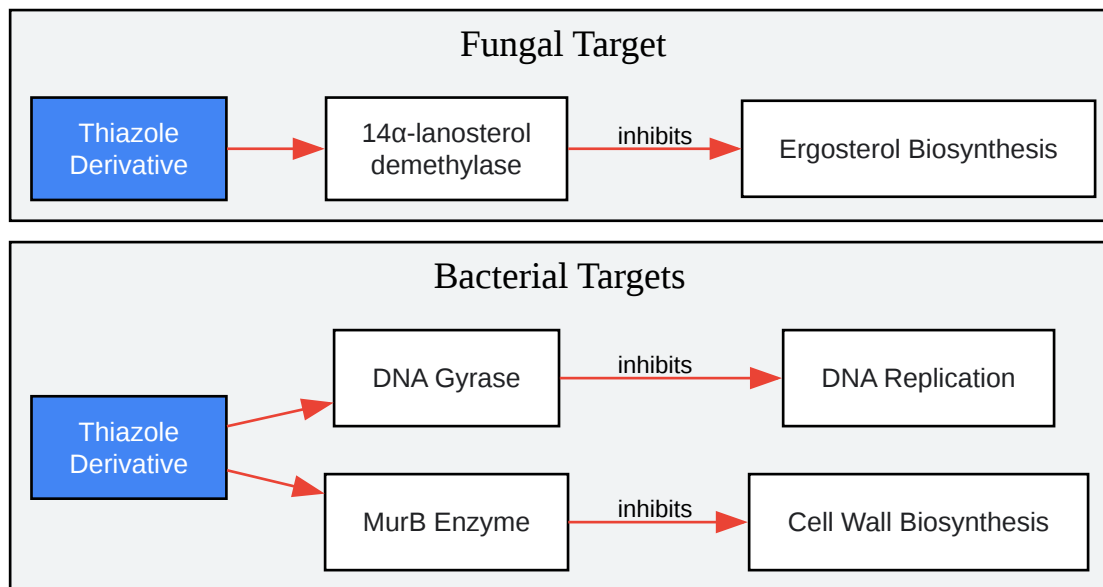 Fungal Target
Thiazole
Derivative
14α-lanosterol
demethylase
inhibits
Ergosterol Biosynthesis
Bacterial Targets
Thiazole
Derivative
DNA Gyrase
inhibits
DNA Replication
MurB Enzyme
inhibits
Cell Wall Biosynthesis